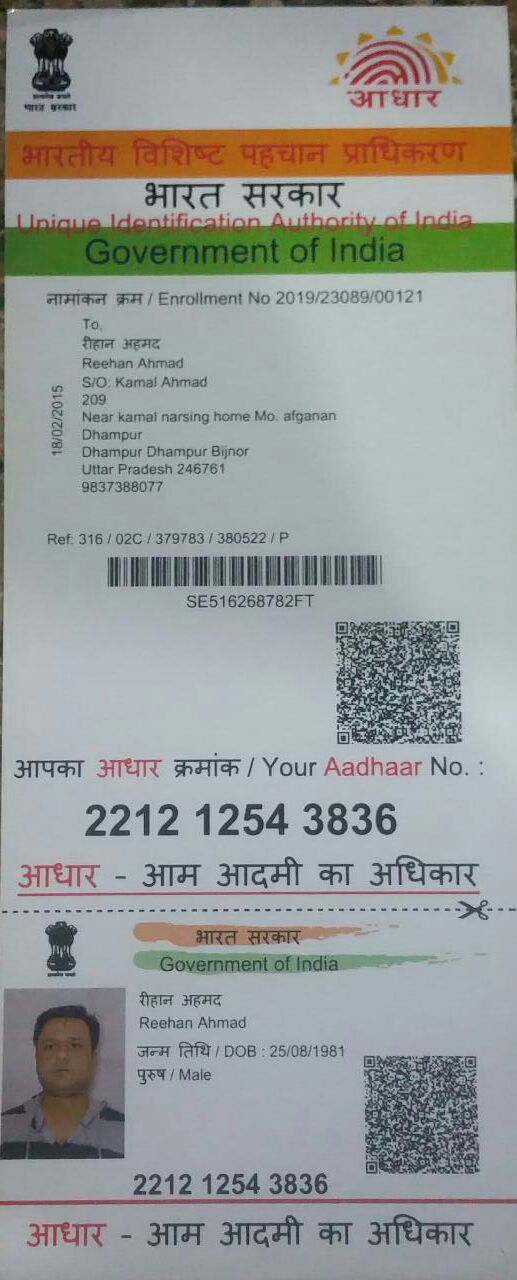 भारत सरकार
आधार
भारतीय विशिष्ट पहचान प्राधिकरण
भारत सरकार
Unique Identification Authority of India
Government of India
नामांकन क्रम / Enrollment No 2019/23089/00121
To,
रीहान अहमद
Reehan Ahmad
S/O: Kamal Ahmad
209
Near kamal narsing home Mo. afganan
Dhampur
Dhampur Dhampur Bijnor
Uttar Pradesh 246761
9837388077
18/02/2015
Ref: 316 / 02C / 379783 / 380522 / P
SE516268782FT
आपका आधार क्रमांक / Your Aadhaar No. :
2212 1254 3836
आधार - आम आदमी का अधिकार
भारत सरकार
Government of India
रीहान अहमद
Reehan Ahmad
जन्म तिथि / DOB : 25/08/1981
पुरुष / Male
2212 1254 3836
आधार - आम आदमी का अधिकार